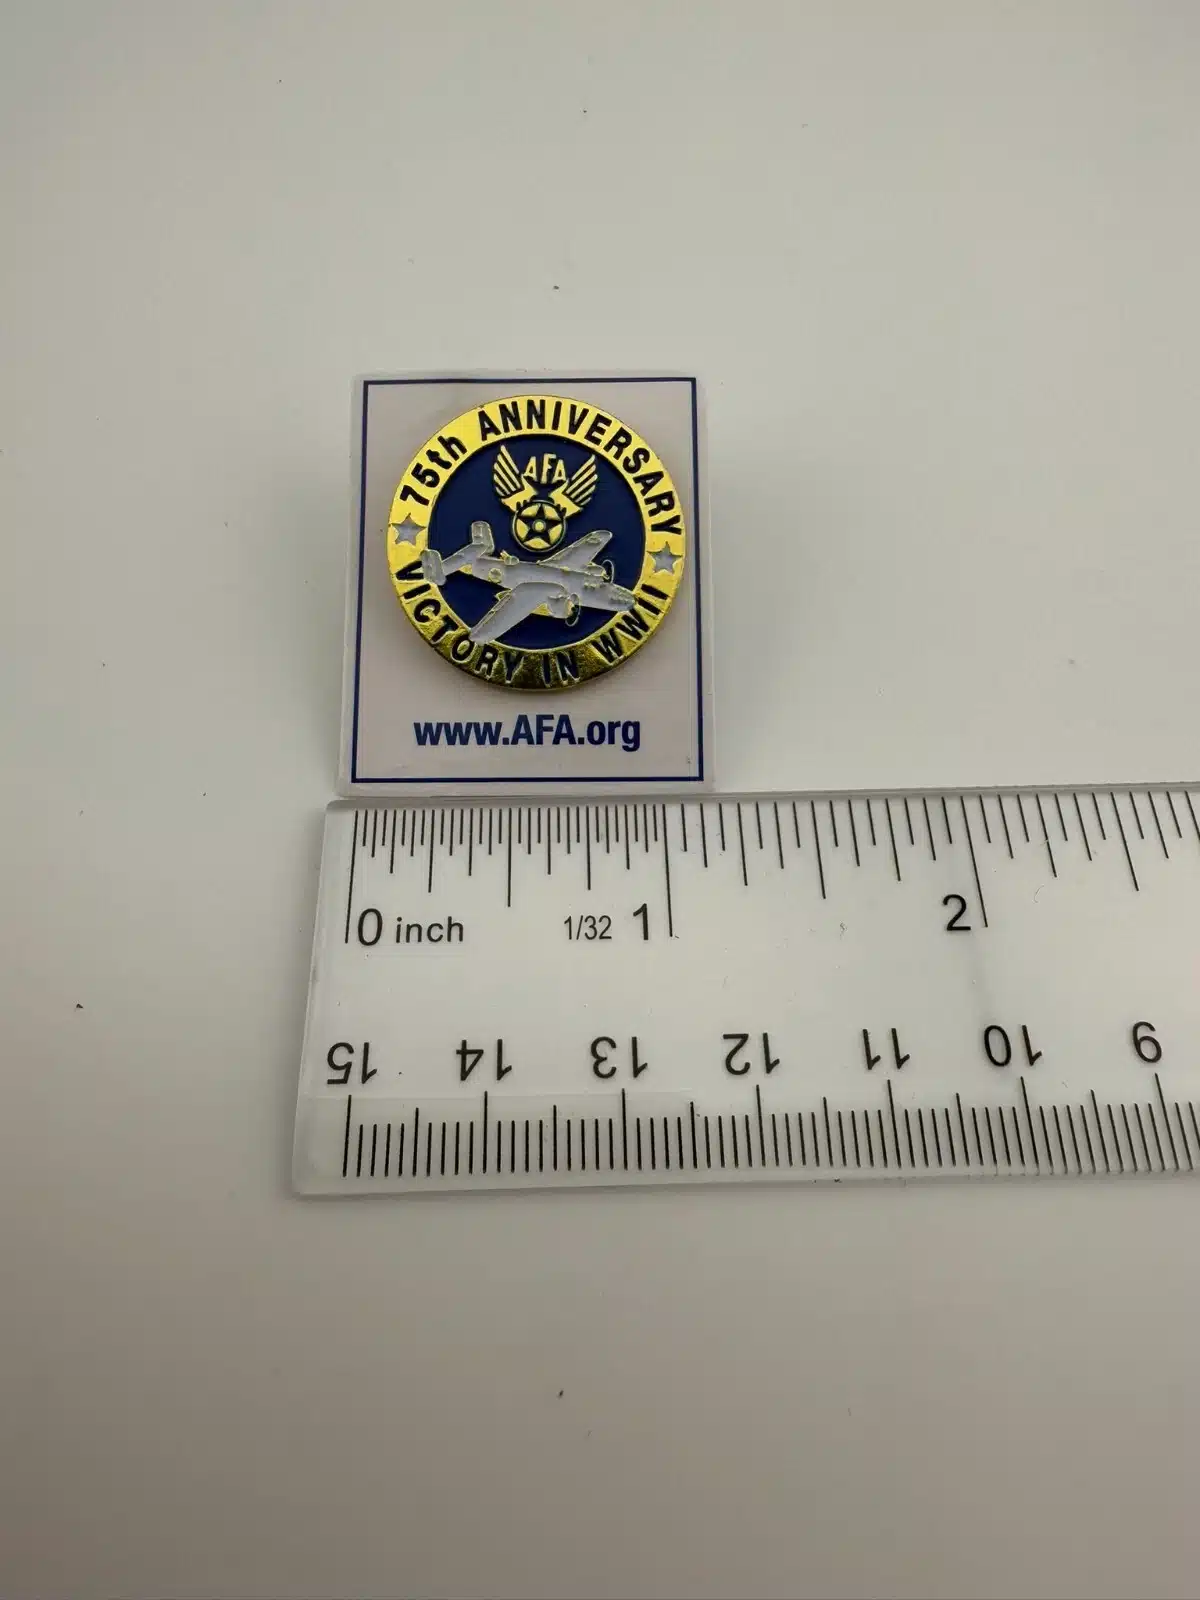 75th ANNIVERSARY
AFA
VICTORY IN WWII
www.AFA.org
0 inch 1/32 1 2
15 14 13 12 11 10 9